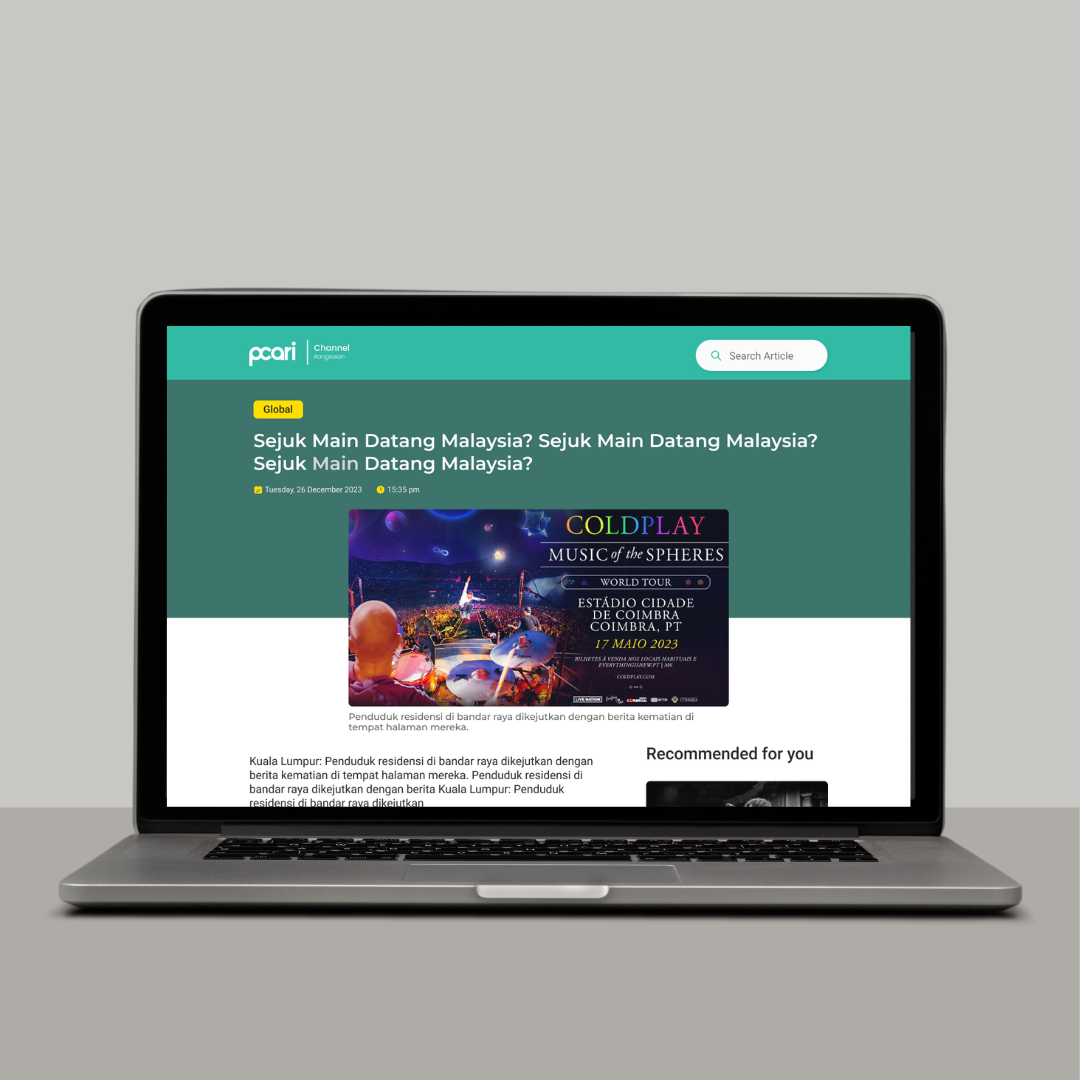 pcari
Channel
Rangkaian
Search Article
Global
Sejuk Main Datang Malaysia? Sejuk Main Datang Malaysia?
Sejuk Main Datang Malaysia?
Tuesday, 26 December 2023
15:35 pm
COLDPLAY
MUSIC of the SPHERES
WORLD TOUR
ESTÁDIO CIDADE
DE COIMBRA
COIMBRA, PT
17 MAIO 2023
BILHETES À VENDA NOS LOCAIS HABITUAIS E
EVERYTHINGISNEW.PT | M6
COLDPLAY.COM
LIVE NATION
Penduduk residensi di bandar raya dikejutkan dengan berita kematian di
tempat halaman mereka.
Kuala Lumpur: Penduduk residensi di bandar raya dikejutkan dengan
berita kematian di tempat halaman mereka. Penduduk residensi di
bandar raya dikejutkan dengan berita Kuala Lumpur: Penduduk
residensi di bandar raya dikejutkan
Recommended for you